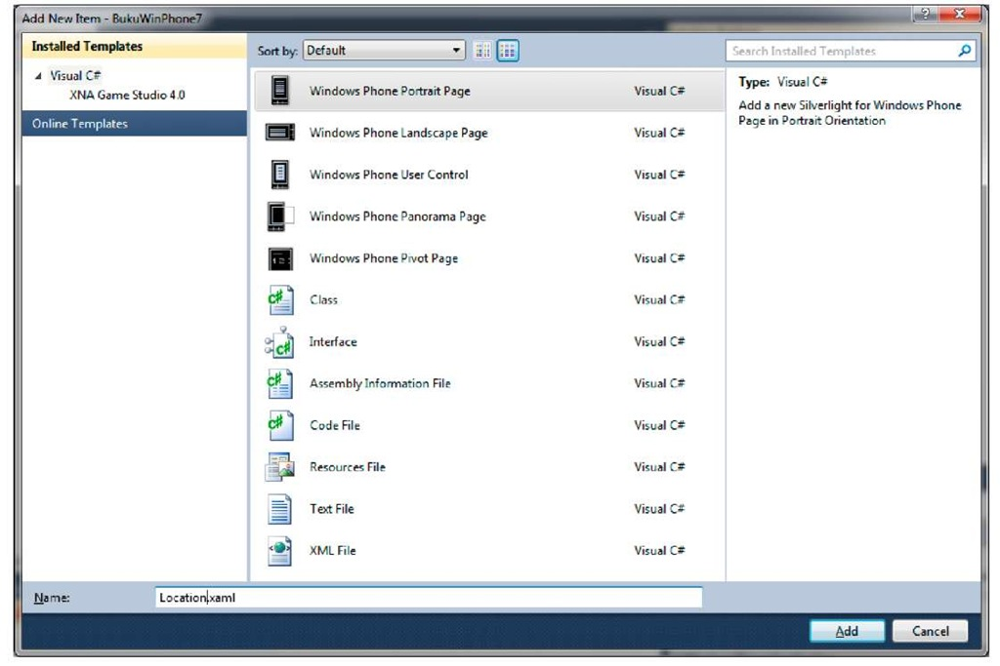 Add New Item - BukuWinPhone7
Installed Templates
Visual C#
XNA Game Studio 4.0
Online Templates
Sort by: Default
Search Installed Templates
Windows Phone Portrait Page Visual C#
Windows Phone Landscape Page Visual C#
Windows Phone User Control Visual C#
Windows Phone Panorama Page Visual C#
Windows Phone Pivot Page Visual C#
Class Visual C#
Interface Visual C#
Assembly Information File Visual C#
Code File Visual C#
Resources File Visual C#
Text File Visual C#
XML File Visual C#
Type: Visual C#
Add a new Silverlight for Windows Phone
Page in Portrait Orientation
Name: Location.xaml
Add Cancel